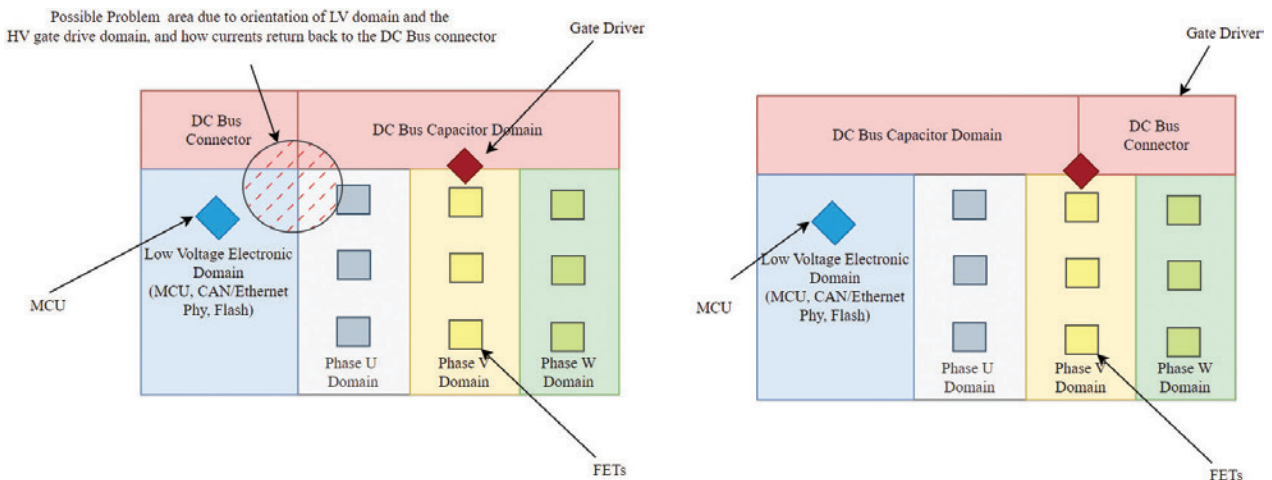 Possible Problem area due to orientation of LV domain and the
HV gate drive domain, and how currents return back to the DC Bus connector
Gate Driver
DC Bus
Connector
DC Bus Capacitor Domain
Low Voltage Electronic
Domain
(MCU, CAN/Ethernet
Phy, Flash)
MCU
Phase U
Domain
Phase V
Domain
Phase W
Domain
FETs
Gate Driver
DC Bus Capacitor Domain
DC Bus
Connector
Low Voltage Electronic
Domain
(MCU, CAN/Ethernet
Phy, Flash)
MCU
Phase U
Domain
Phase V
Domain
Phase W
Domain
FETs